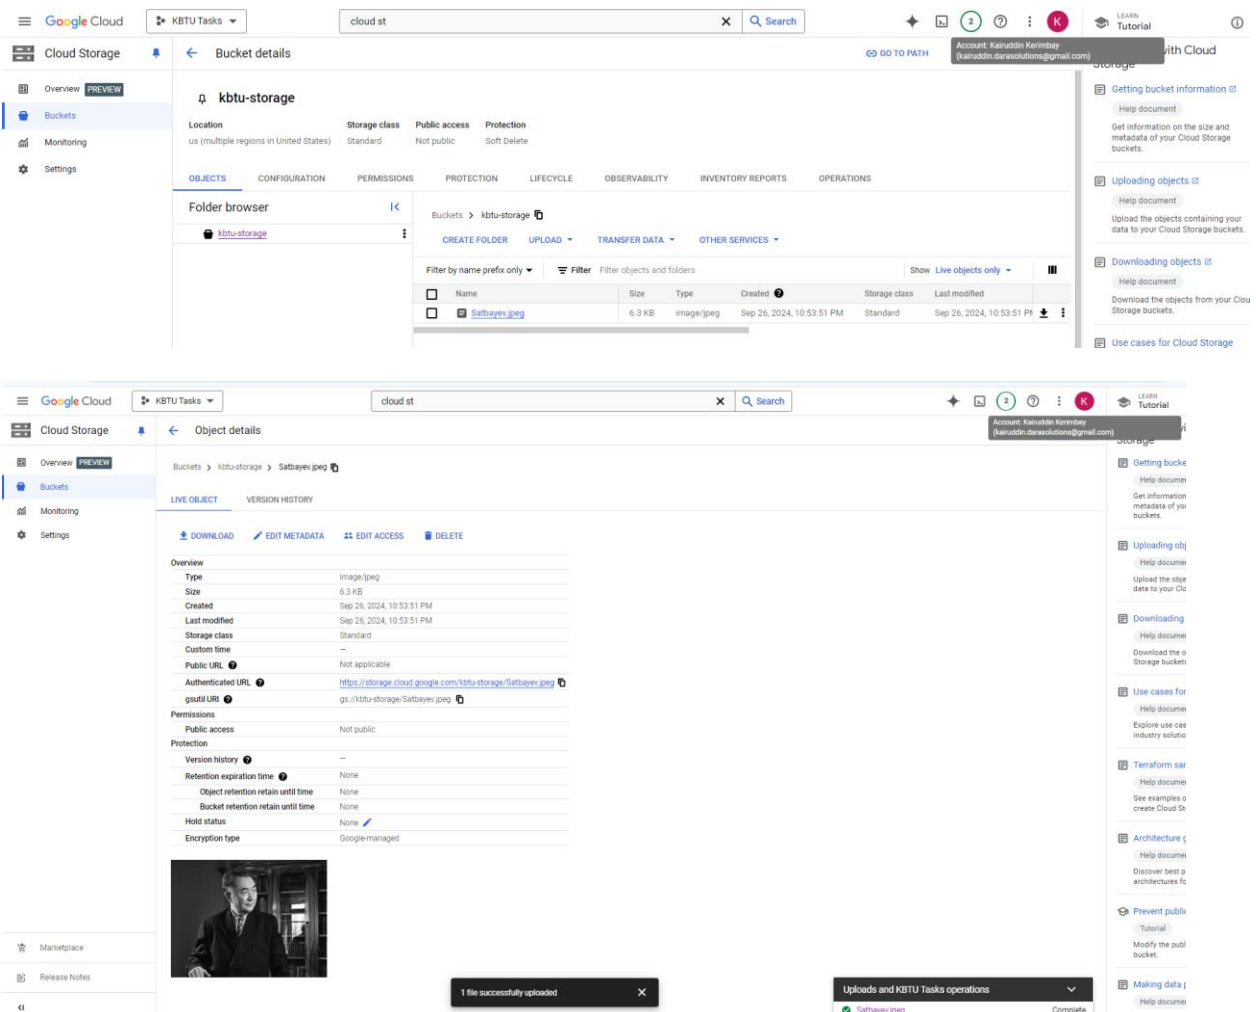 Google Cloud
KBTU Tasks
cloud st
Search
2
K
LEARN
Tutorial
Cloud Storage
Bucket details
GO TO PATH
Account: Kairuddin Kerimbay
(kairuddin.darasolutions@gmail.com)
with Cloud
Storage
Overview PREVIEW
Buckets
Monitoring
Settings
kbtu-storage
Location
Storage class
Public access
Protection
us (multiple regions in United States)
Standard
Not public
Soft Delete
OBJECTS CONFIGURATION PERMISSIONS PROTECTION LIFECYCLE OBSERVABILITY INVENTORY REPORTS OPERATIONS
Folder browser
kbtu-storage
Buckets > kbtu-storage
CREATE FOLDER UPLOAD TRANSFER DATA OTHER SERVICES
Filter by name prefix only Filter Filter objects and folders Show Live objects only
Name Size Type Created Storage class Last modified
Satbayev.jpeg 6.3 KB image/jpeg Sep 26, 2024, 10:53:51 PM Standard Sep 26, 2024, 10:53:51 PM
Getting bucket information
Help document
Get information on the size and
metadata of your Cloud Storage
buckets.
Uploading objects
Help document
Upload the objects containing your
data to your Cloud Storage buckets.
Downloading objects
Help document
Download the objects from your Clou
Storage buckets.
Use cases for Cloud Storage
Google Cloud
KBTU Tasks
cloud st
Search
2
K
LEARN
Tutorial
Cloud Storage
Object details
Account: Kairuddin Kerimbay
(kairuddin.darasolutions@gmail.com)
Storage
Overview PREVIEW
Buckets
Monitoring
Settings
Buckets > kbtu-storage > Satbayev.jpeg
LIVE OBJECT VERSION HISTORY
DOWNLOAD EDIT METADATA EDIT ACCESS DELETE
Overview
Type image/jpeg
Size 6.3 KB
Created Sep 26, 2024, 10:53:51 PM
Last modified Sep 26, 2024, 10:53:51 PM
Storage class Standard
Custom time —
Public URL Not applicable
Authenticated URL https://storage.cloud.google.com/kbtu-storage/Satbayev.jpeg
gsutil URI gs://kbtu-storage/Satbayev.jpeg
Permissions
Public access Not public
Protection
Version history —
Retention expiration time None
Object retention retain until time None
Bucket retention retain until time None
Hold status None
Encryption type Google-managed
Marketplace
Release Notes
1 file successfully uploaded
Uploads and KBTU Tasks operations
Satbayev.jpeg Complete
Getting bucke
Help documen
Get information
metadata of you
buckets.
Uploading obj
Help documen
Upload the obje
data to your Clo
Downloading
Help documen
Download the o
Storage buckets
Use cases for
Help documen
Explore use cas
industry solutio
Terraform sar
Help documen
See examples o
create Cloud St
Architecture g
Help documen
Discover best p
architectures fo
Prevent public
Tutorial
Modify the publ
bucket.
Making data p
Help documen